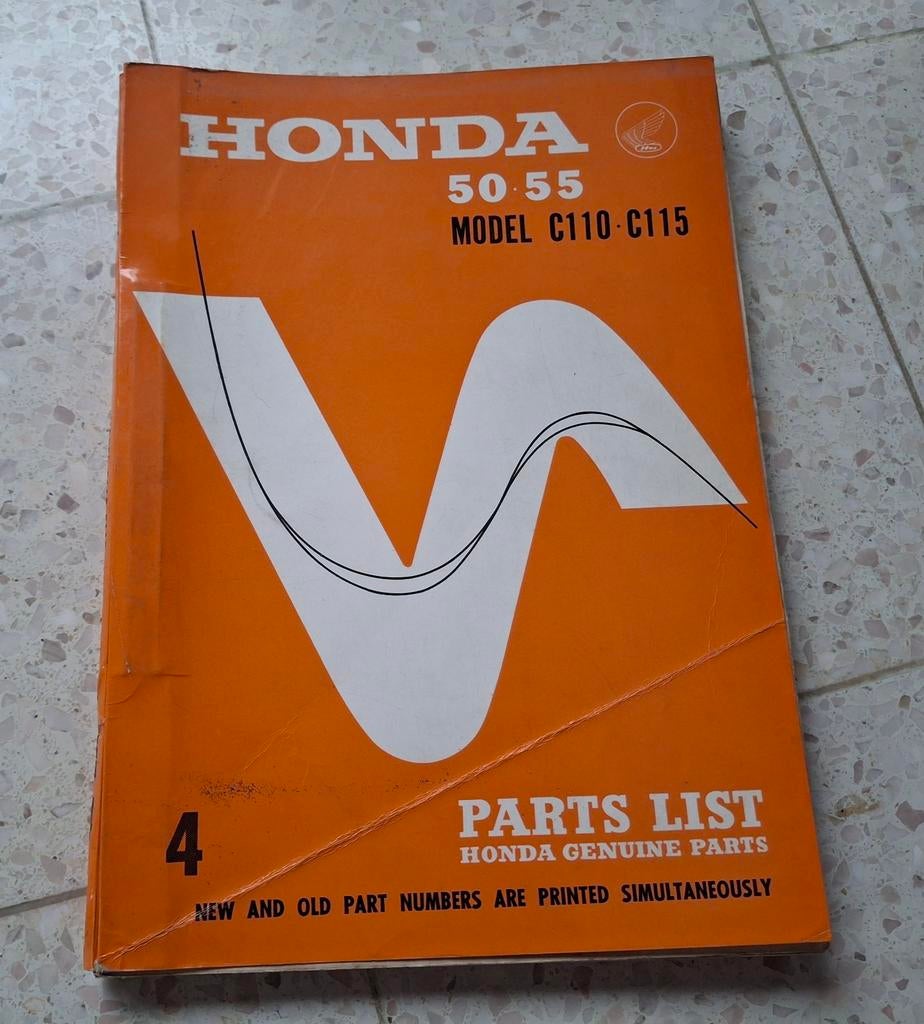 HONDA
50·55
MODEL C110·C115
PARTS LIST
HONDA GENUINE PARTS
4
NEW AND OLD PART NUMBERS ARE PRINTED SIMULTANEOUSLY